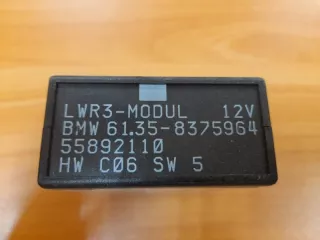 LWR3-MODUL 12V
BMW 61.35-8375964
55892110
HW C06 SW 5